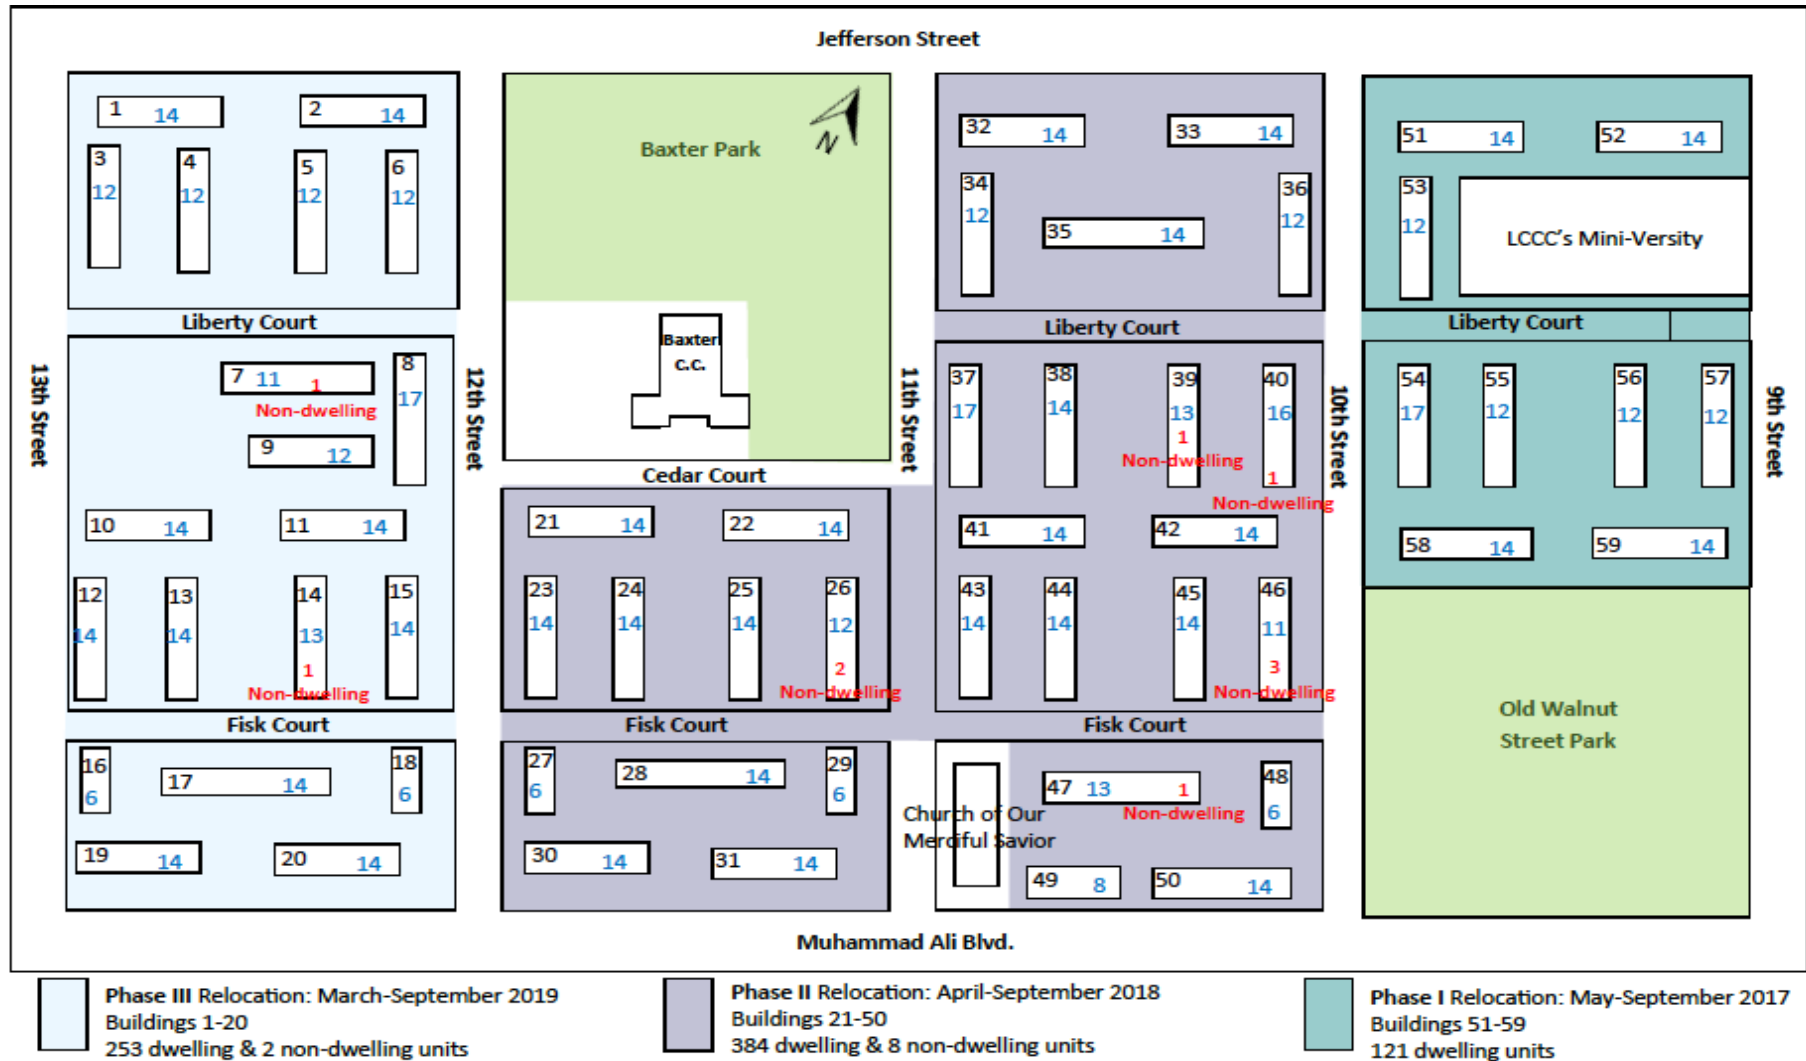 Jefferson Street
1 14
2 14
3
12
4
12
5
12
6
12
Baxter Park
N
32 14
33 14
34
12
35 14
36
12
51 14
52 14
53
12
LCCC's Mini-Versity
Liberty Court
Liberty Court
Liberty Court
13th Street
7 11 1
Non-dwelling
8
17
9 12
12th Street
Baxter
C.C.
11th Street
37
17
38
14
39
13
1
Non-dwelling
40
16
1
Non-dwelling
10th Street
54
17
55
12
56
12
57
12
9th Street
Cedar Court
10 14
11 14
21 14
22 14
41 14
42 14
58 14
59 14
12
14
13
14
14
13
1
Non-dwelling
15
14
23
14
24
14
25
14
26
12
2
Non-dwelling
43
14
44
14
45
14
46
11
3
Non-dwelling
Old Walnut
Street Park
Fisk Court
Fisk Court
Fisk Court
16
6
17 14
18
6
19 14
20 14
27
6
28 14
29
6
30 14
31 14
Church of Our
Merciful Savior
47 13 1
Non-dwelling
48
6
49 8
50 14
Muhammad Ali Blvd.
Phase III Relocation: March-September 2019
Buildings 1-20
253 dwelling & 2 non-dwelling units
Phase II Relocation: April-September 2018
Buildings 21-50
384 dwelling & 8 non-dwelling units
Phase I Relocation: May-September 2017
Buildings 51-59
121 dwelling units